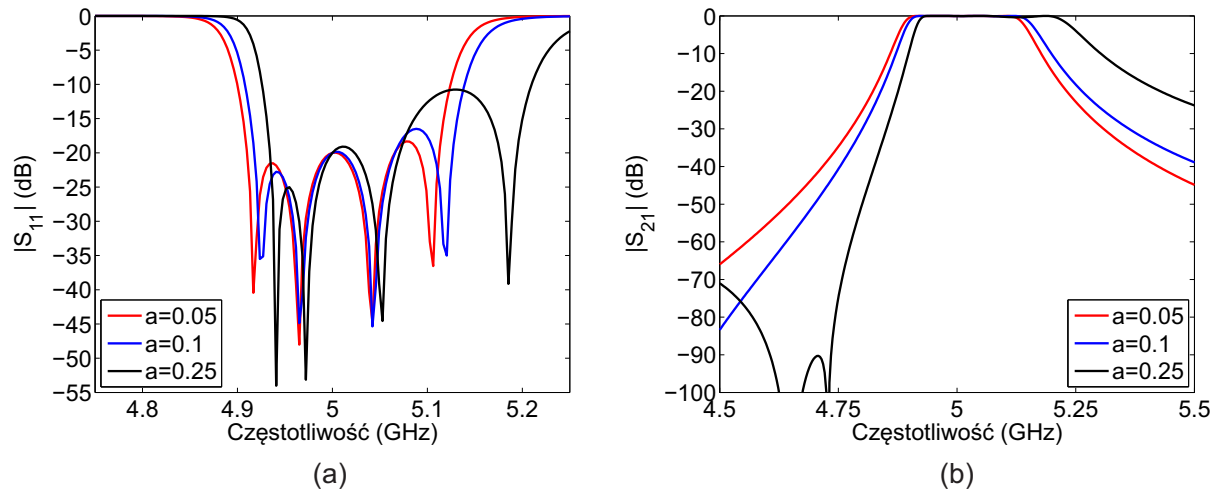 0
−5
−10
−15
−20
−25
−30
−35
−40
−45
−50
−55
|S11| (dB)
a=0.05
a=0.1
a=0.25
4.8
4.9
5
5.1
5.2
Częstotliwość (GHz)
(a)
0
−10
−20
−30
−40
−50
−60
−70
−80
−90
−100
|S21| (dB)
a=0.05
a=0.1
a=0.25
4.5
4.75
5
5.25
5.5
Częstotliwość (GHz)
(b)